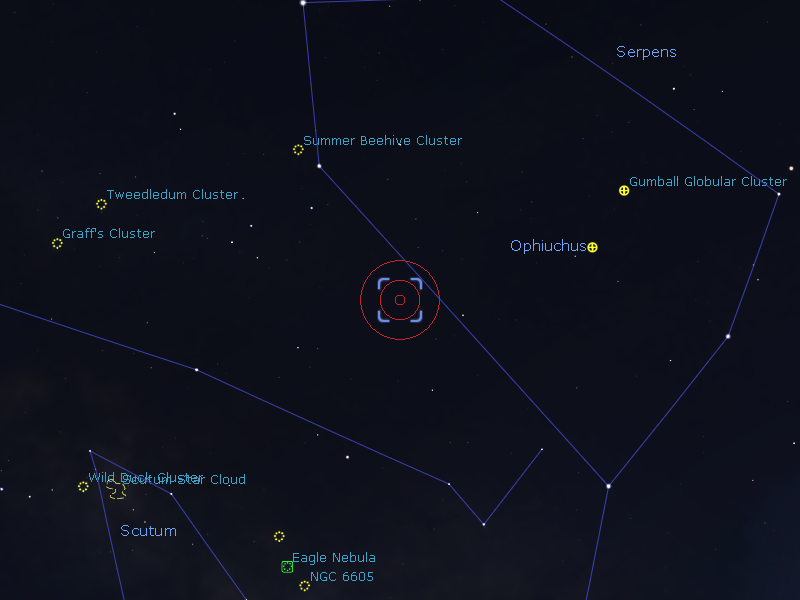 Serpens
Summer Beehive Cluster
Gumball Globular Cluster
Tweedledum Cluster
Graff's Cluster
Ophiuchus
Wild Duck Cluster
Scutum Star Cloud
Scutum
Eagle Nebula
NGC 6605